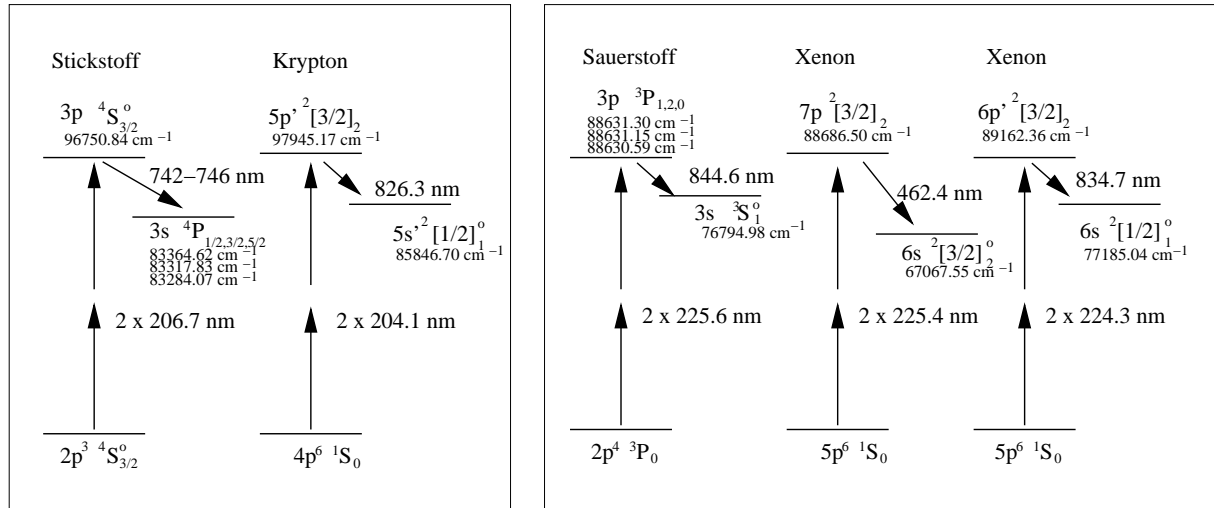 Stickstoff
Krypton
3p ⁴S°₃/₂
96750.84 cm⁻¹
5p' ²[3/2]₂
97945.17 cm⁻¹
742–746 nm
826.3 nm
3s ⁴P₁/₂,₃/₂,₅/₂
83364.62 cm⁻¹
83317.83 cm⁻¹
83284.07 cm⁻¹
5s' ²[1/2]°₁
85846.70 cm⁻¹
2 x 206.7 nm
2 x 204.1 nm
2p³ ⁴S°₃/₂
4p⁶ ¹S₀
Sauerstoff
Xenon
Xenon
3p ³P₁,₂,₀
88631.30 cm⁻¹
88631.15 cm⁻¹
88630.59 cm⁻¹
7p ²[3/2]₂
88686.50 cm⁻¹
6p' ²[3/2]₂
89162.36 cm⁻¹
844.6 nm
462.4 nm
834.7 nm
3s ³S°₁
76794.98 cm⁻¹
6s ²[3/2]°₂
67067.55 cm⁻¹
6s ²[1/2]°₁
77185.04 cm⁻¹
2 x 225.6 nm
2 x 225.4 nm
2 x 224.3 nm
2p⁴ ³P₀
5p⁶ ¹S₀
5p⁶ ¹S₀